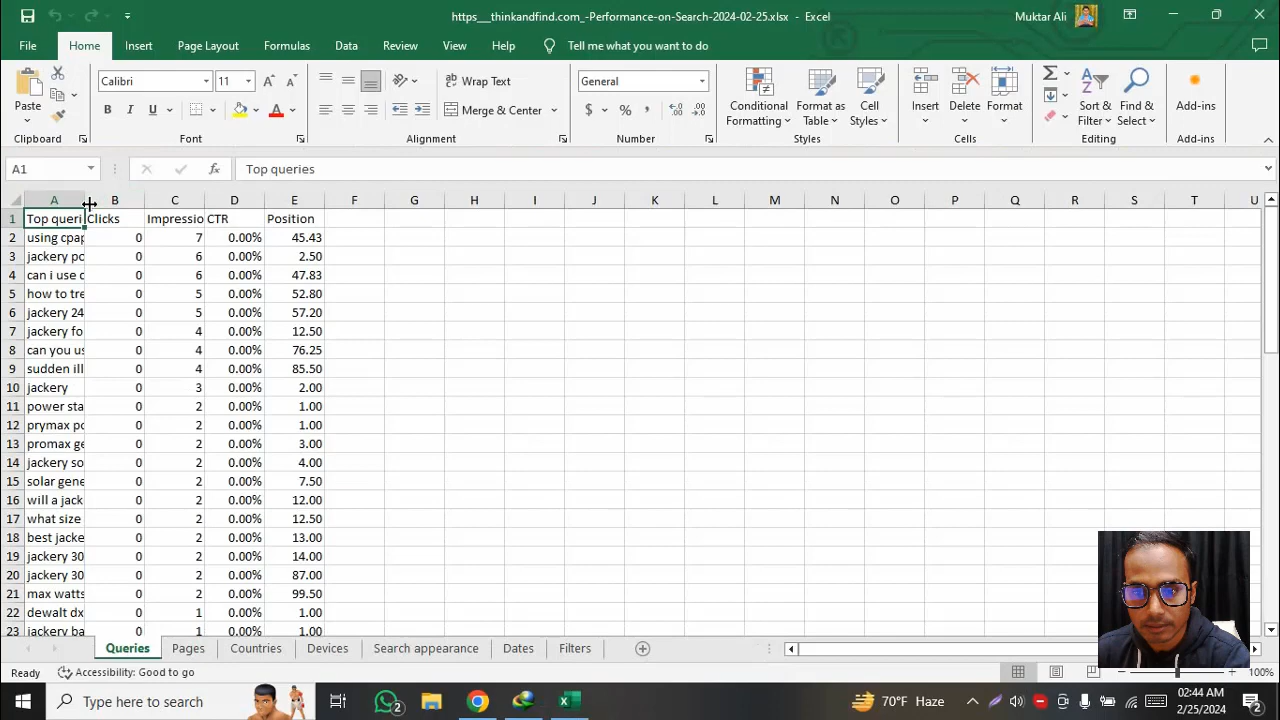 https__thinkandfind.com_-Performance-on-Search-2024-02-25.xlsx - Excel
Muktar Ali
File Home Insert Page Layout Formulas Data Review View Help Tell me what you want to do
Paste
Calibri 11 A A
Wrap Text
General
Conditional Formatting
Format as Table
Cell Styles
Insert
Delete
Format
Sort & Filter
Find & Select
Add-ins
B I U
Merge & Center
$ % ,
Clipboard Font Alignment Number Styles Cells Editing Add-ins
A1 fx Top queries
A B C D E F G H I J K L M N O P Q R S T U
1 Top queri Clicks Impressio CTR Position
2 using cpap 0 7 0.00% 45.43
3 jackery po 0 6 0.00% 2.50
4 can i use c 0 6 0.00% 47.83
5 how to tre 0 5 0.00% 52.80
6 jackery 24 0 5 0.00% 57.20
7 jackery fo 0 4 0.00% 12.50
8 can you us 0 4 0.00% 76.25
9 sudden ill 0 4 0.00% 85.50
10 jackery 0 3 0.00% 2.00
11 power sta 0 2 0.00% 1.00
12 prymax po 0 2 0.00% 1.00
13 promax ge 0 2 0.00% 3.00
14 jackery so 0 2 0.00% 4.00
15 solar gene 0 2 0.00% 7.50
16 will a jack 0 2 0.00% 12.00
17 what size 0 2 0.00% 12.50
18 best jacke 0 2 0.00% 13.00
19 jackery 30 0 2 0.00% 14.00
20 jackery 30 0 2 0.00% 87.00
21 max watts 0 2 0.00% 99.50
22 dewalt dx 0 1 0.00% 1.00
23 jackery ba 0 1 0.00% 1.00
Queries Pages Countries Devices Search appearance Dates Filters
Ready Accessibility: Good to go 100%
Type here to search
2
70°F Haze
02:44 AM
2/25/2024
2